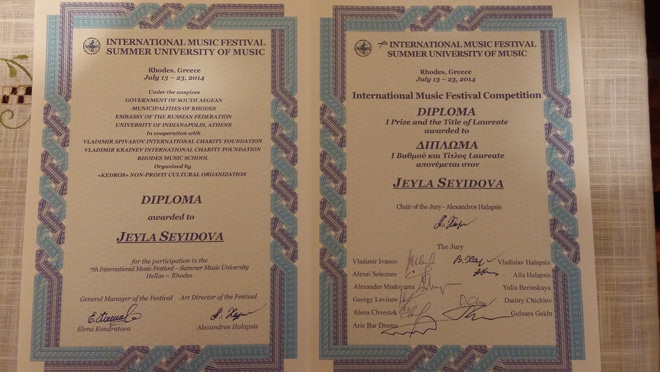 INTERNATIONAL MUSIC FESTIVAL
SUMMER UNIVERSITY OF MUSIC
Rhodes, Greece
July 13 – 23, 2014
Under the auspices
GOVERNMENT OF SOUTH AEGEAN
MUNICIPALITIES OF RHODES
EMBASSY OF THE RUSSIAN FEDERATION
UNIVERSITY OF INDIANAPOLIS, ATHENS
In cooperation with
VLADIMIR SPIVAKOV INTERNATIONAL CHARITY FOUNDATION
VLADIMIR KRAINEV INTERNATIONAL CHARITY FOUNDATION
RHODES MUSIC SCHOOL
Organized by
«KEDROS» NON-PROFIT CULTURAL ORGANIZATION
DIPLOMA
awarded to
JEYLA SEYIDOVA
for the participation in the
7th International Music Festival – Summer Music University
Hellas – Rhodes
General Manager of the Festival
Art Director of the Festival
Elena Kondratova
Alexandros Halapsis
7th INTERNATIONAL MUSIC FESTIVAL
SUMMER UNIVERSITY OF MUSIC
Rhodes, Greece
July 13 – 23, 2014
International Music Festival Competition
DIPLOMA
I Prize and the Title of Laureate
awarded to
ΔΙΠΛΩΜΑ
I Βαθμού και Τίτλος Laureate
απονέμεται στον
JEYLA SEYIDOVA
Chair of the Jury - Alexandros Halapsis
The Jury
Vladimir Ivanov
Vladislav Halapsis
Alexus Seleznev
Aila Halapsis
Alexander
Yulia Berinskaya
Georgy Levinov
Dmitry Chichlov
Alena Chvertok
Gulnara Gekht
Arie Bar Droma